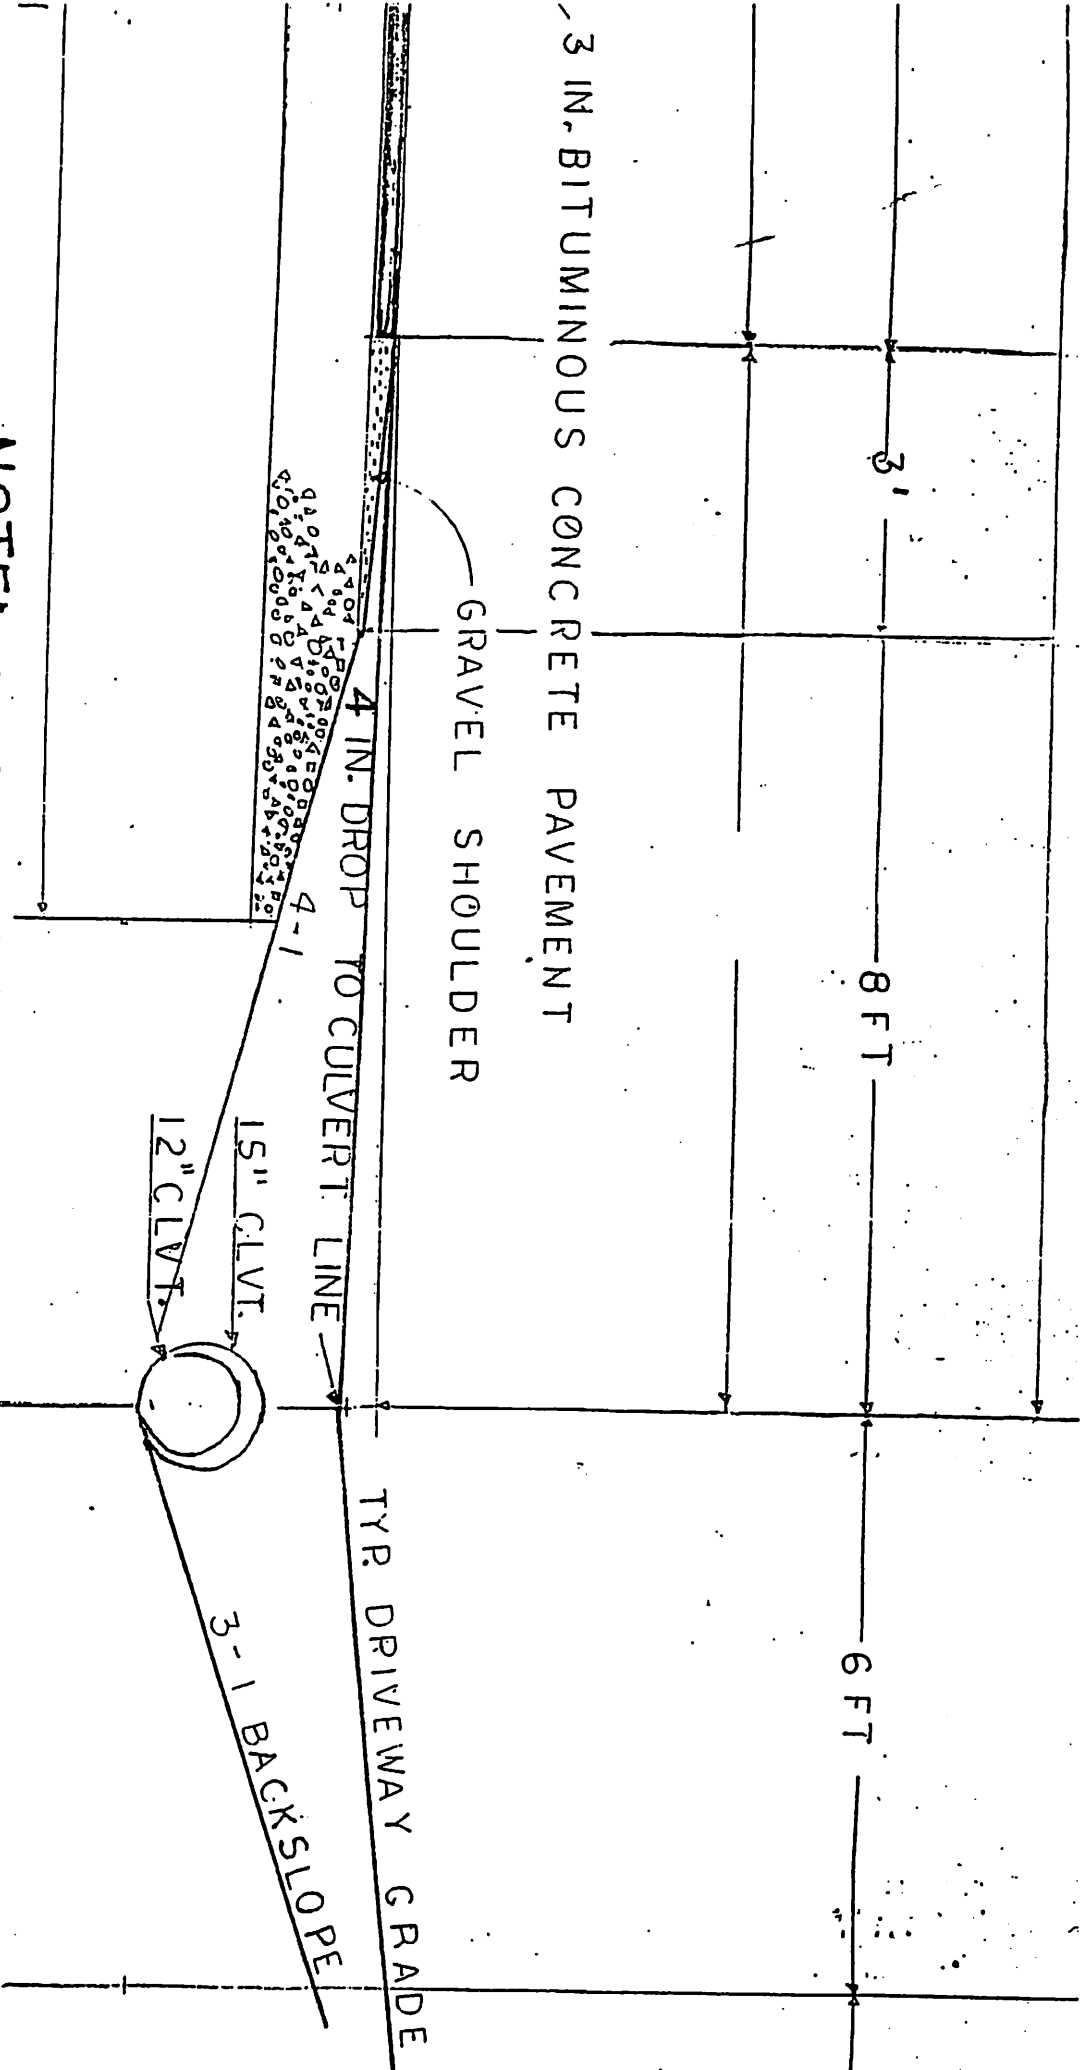 3'
8 FT
6 FT
3 IN. BITUMINOUS CONCRETE PAVEMENT
GRAVEL SHOULDER
4 IN. DROP TO CULVERT LINE
TYP. DRIVEWAY GRADE
4-1
15" CLVT.
12" CLVT.
3-1 BACKSLOPE